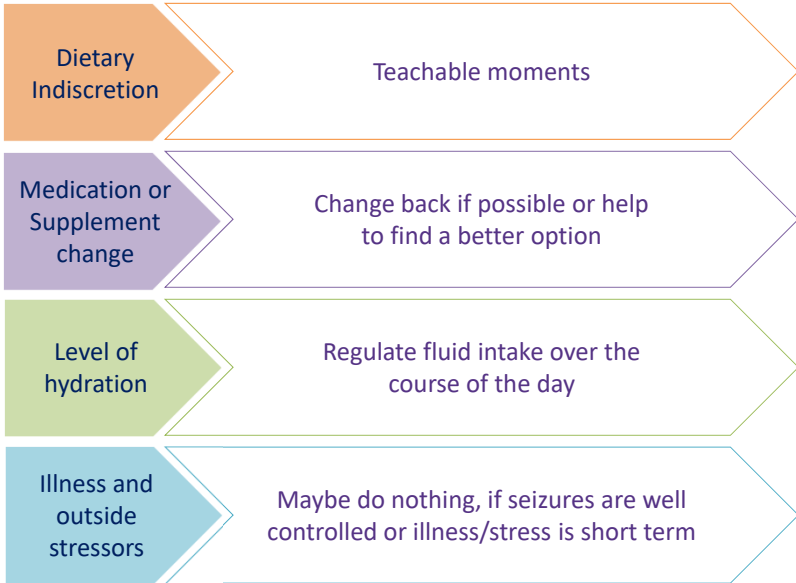 Dietary
Indiscretion
Teachable moments
Medication or
Supplement
change
Change back if possible or help
to find a better option
Level of
hydration
Regulate fluid intake over the
course of the day
Illness and
outside
stressors
Maybe do nothing, if seizures are well
controlled or illness/stress is short term